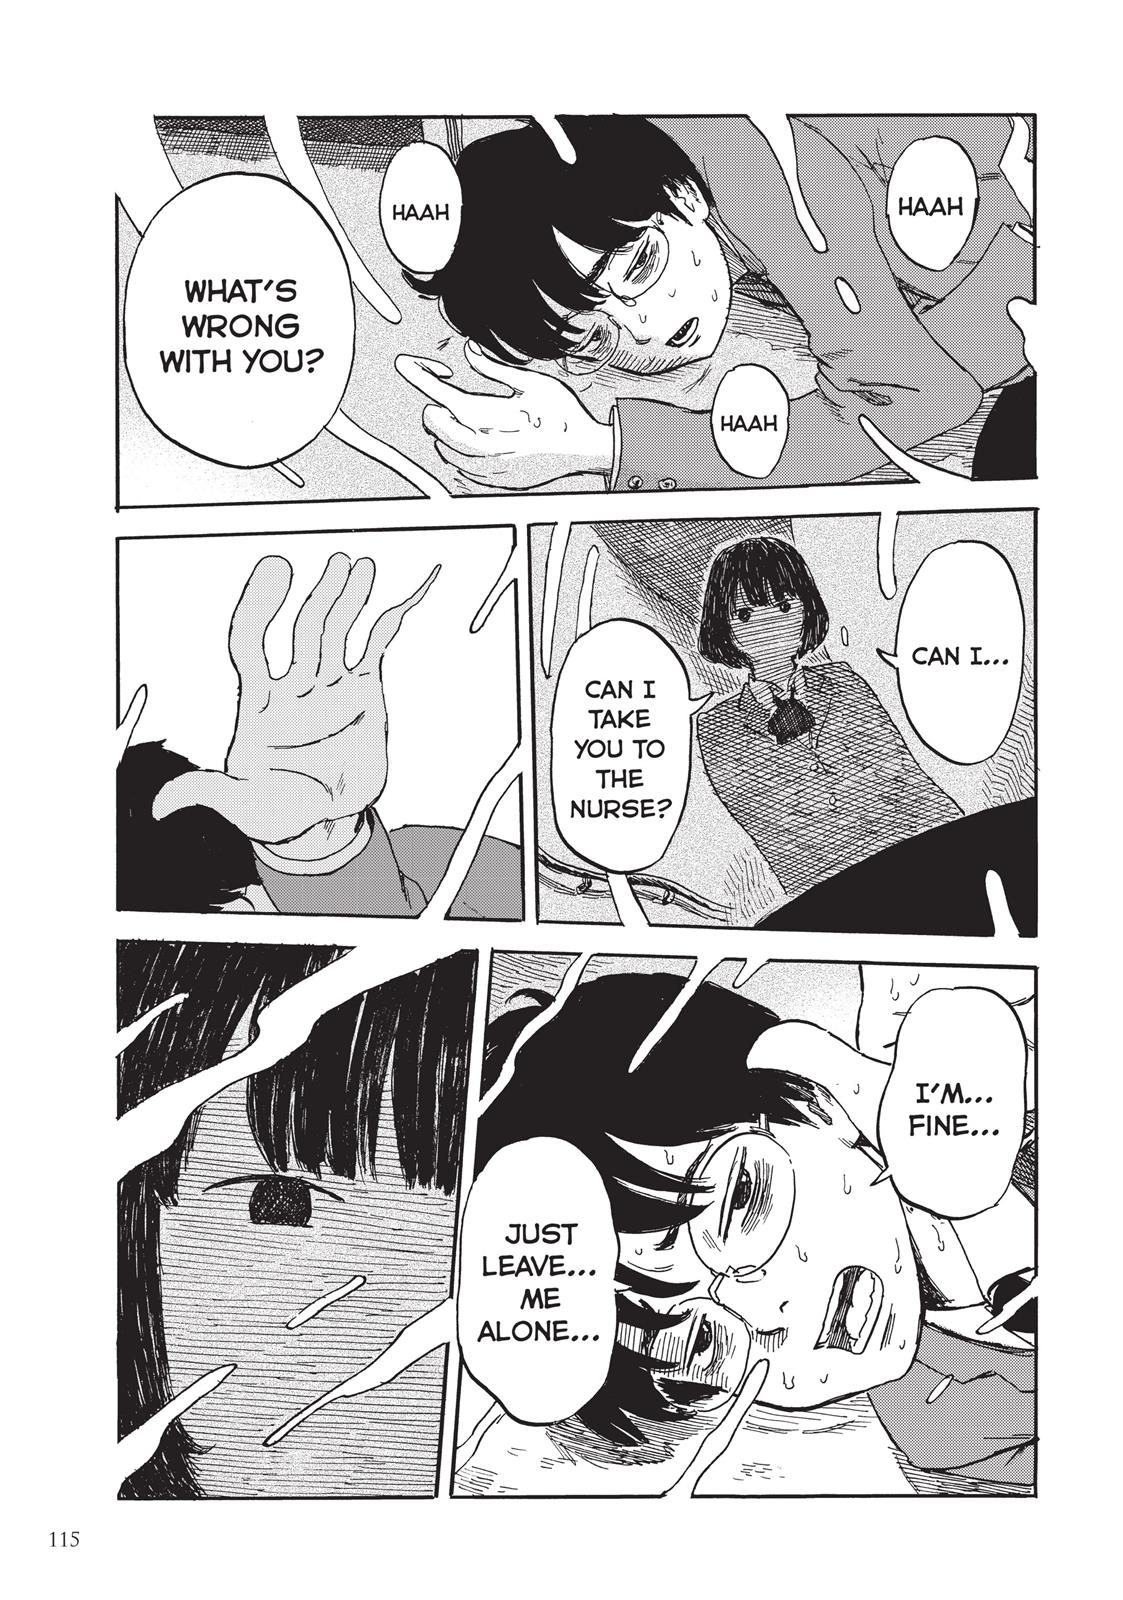 HAAH
HAAH
HAAH
WHAT'S
WRONG
WITH YOU?
CAN I...
CAN I
TAKE
YOU TO
THE
NURSE?
I'M...
FINE...
JUST
LEAVE...
ME
ALONE...
115